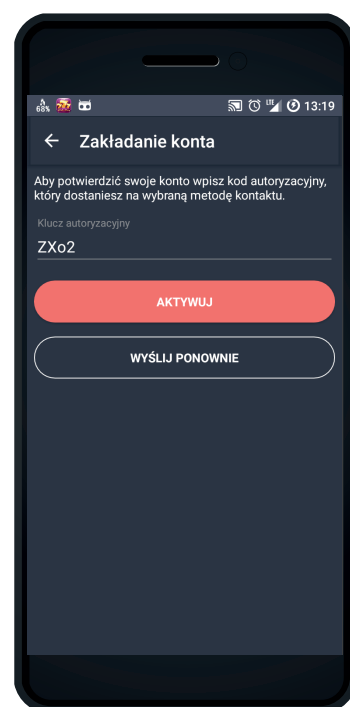 68% LTE 13:19
Zakładanie konta
Aby potwierdzić swoje konto wpisz kod autoryzacyjny,
który dostaniesz na wybraną metodę kontaktu.
Klucz autoryzacyjny
ZXo2
AKTYWUJ
WYŚLIJ PONOWNIE